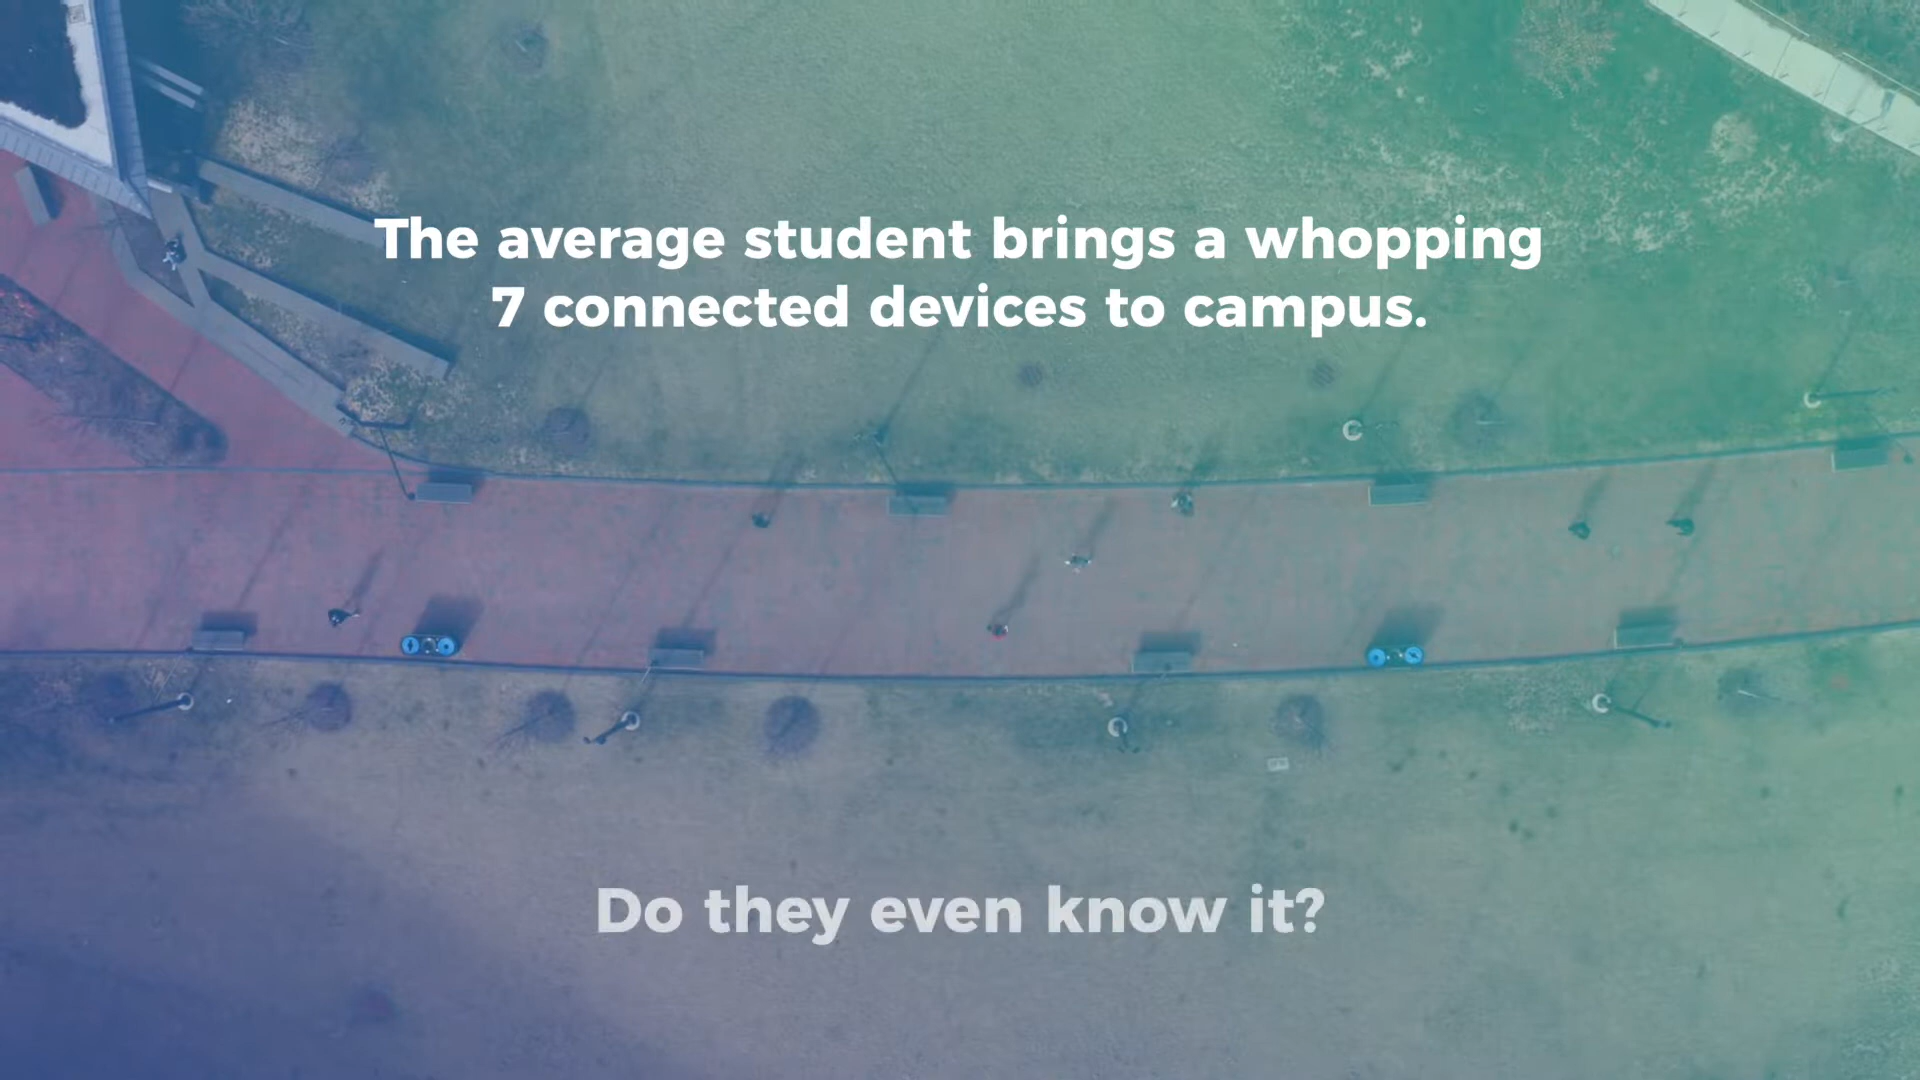 The average student brings a whopping
7 connected devices to campus.
Do they even know it?